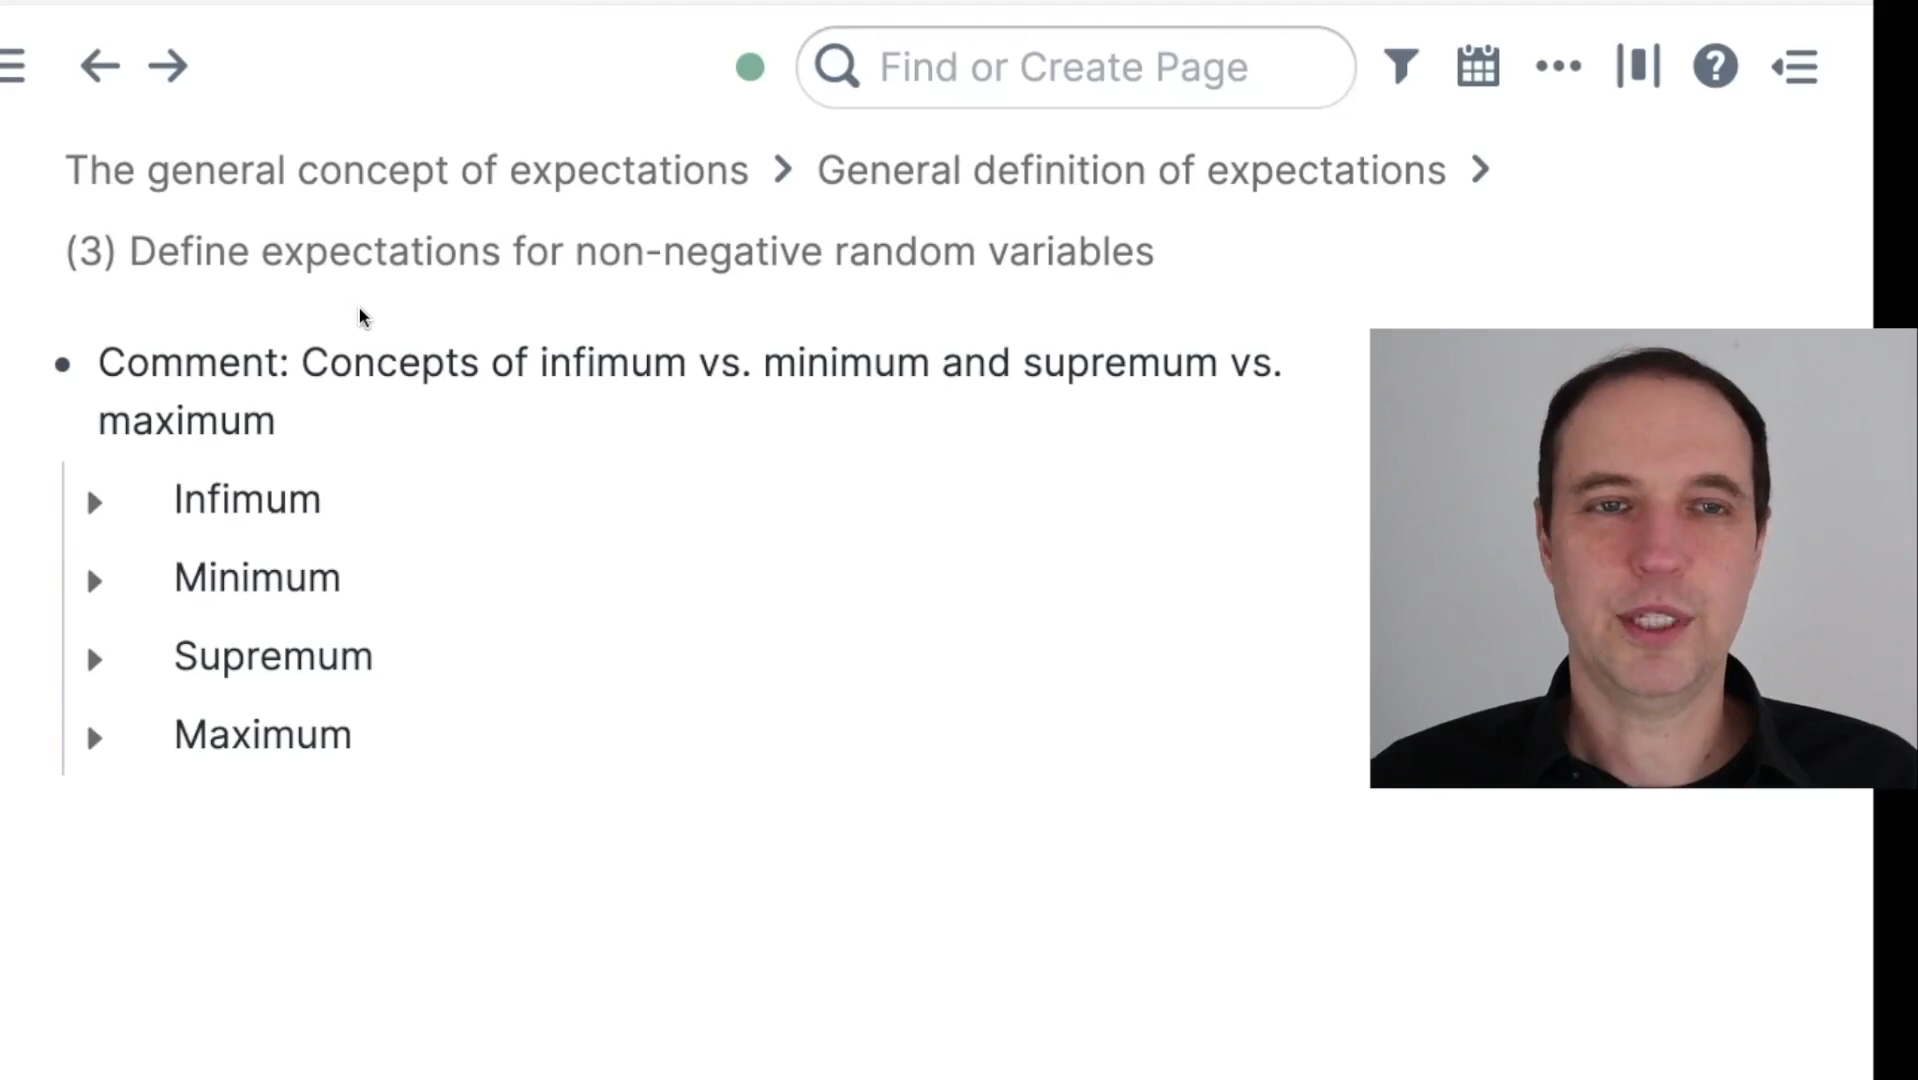 Find or Create Page
The general concept of expectations > General definition of expectations >
(3) Define expectations for non-negative random variables
Comment: Concepts of infimum vs. minimum and supremum vs.
maximum
Infimum
Minimum
Supremum
Maximum